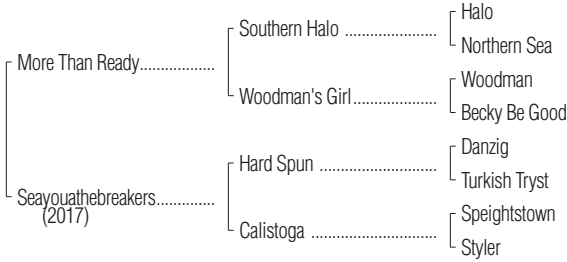 Halo
Southern Halo ....................
Northern Sea
More Than Ready................
Woodman
Woodman's Girl..................
Becky Be Good
Danzig
Hard Spun .........................
Turkish Tryst
Seayouathebreakers.............
(2017)
Speightstown
Calistoga ...........................
Styler